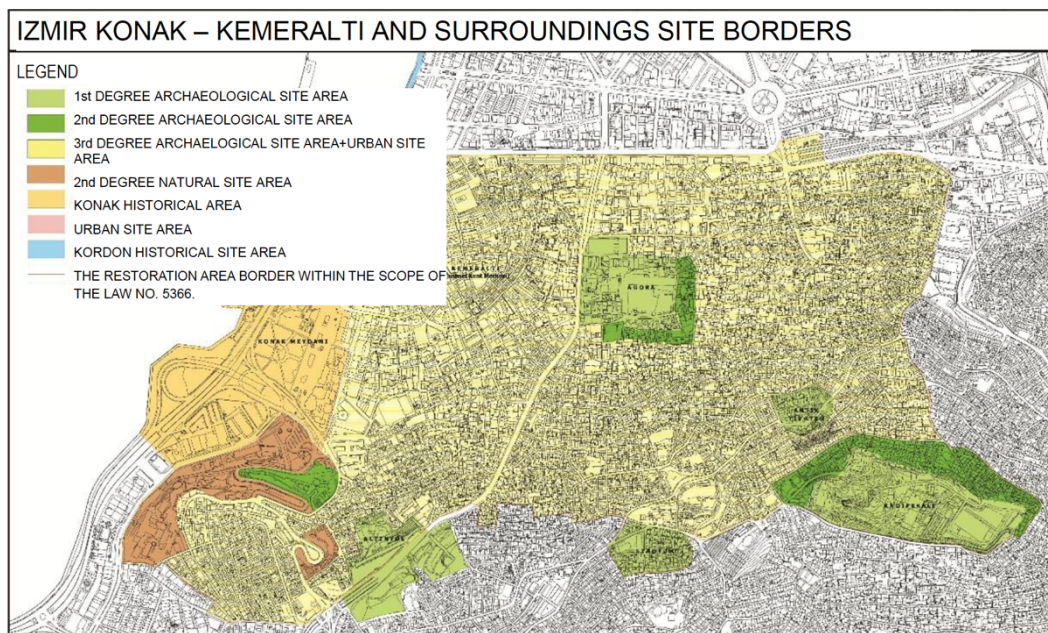 IZMIR KONAK – KEMERALTI AND SURROUNDINGS SITE BORDERS
LEGEND
1st DEGREE ARCHAEOLOGICAL SITE AREA
2nd DEGREE ARCHAEOLOGICAL SITE AREA
3rd DEGREE ARCHAELOGICAL SITE AREA+URBAN SITE
AREA
2nd DEGREE NATURAL SITE AREA
KONAK HISTORICAL AREA
URBAN SITE AREA
KORDON HISTORICAL SITE AREA
THE RESTORATION AREA BORDER WITHIN THE SCOPE OF
THE LAW NO. 5366.
KEMERALTI
AGORA
KONAK MEYDANI
ANTİK
TİYATRO
KADİFEKALE
ALTINYOL
STADYUM